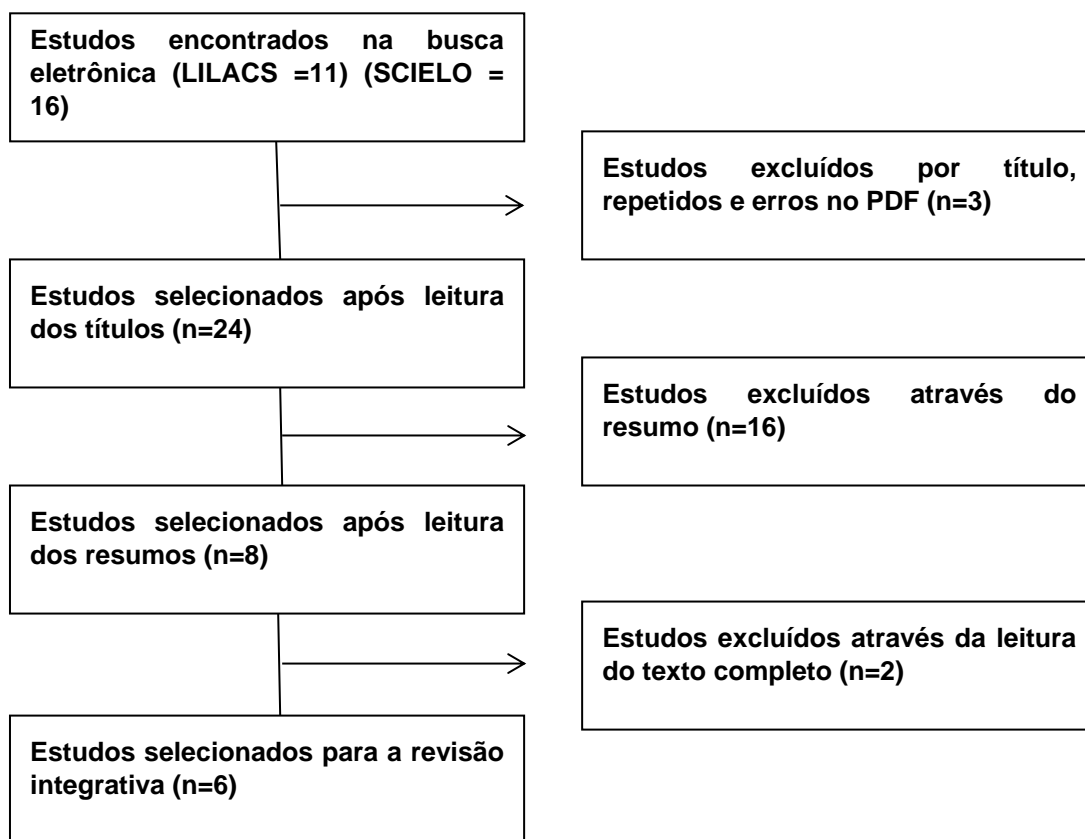 Estudos encontrados na busca
eletrônica (LILACS =11) (SCIELO =
16)
Estudos excluídos por título,
repetidos e erros no PDF (n=3)
Estudos selecionados após leitura
dos títulos (n=24)
Estudos excluídos através do
resumo (n=16)
Estudos selecionados após leitura
dos resumos (n=8)
Estudos excluídos através da leitura
do texto completo (n=2)
Estudos selecionados para a revisão
integrativa (n=6)